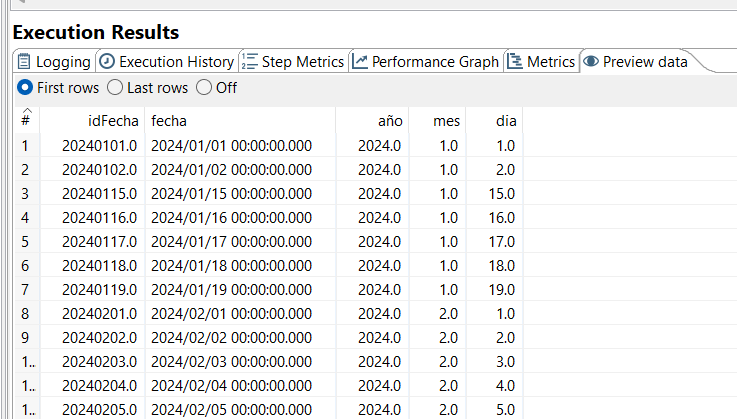 Execution Results
Logging Execution History Step Metrics Performance Graph Metrics Preview data
First rows Last rows Off
# idFecha fecha año mes dia
1 20240101.0 2024/01/01 00:00:00.000 2024.0 1.0 1.0
2 20240102.0 2024/01/02 00:00:00.000 2024.0 1.0 2.0
3 20240115.0 2024/01/15 00:00:00.000 2024.0 1.0 15.0
4 20240116.0 2024/01/16 00:00:00.000 2024.0 1.0 16.0
5 20240117.0 2024/01/17 00:00:00.000 2024.0 1.0 17.0
6 20240118.0 2024/01/18 00:00:00.000 2024.0 1.0 18.0
7 20240119.0 2024/01/19 00:00:00.000 2024.0 1.0 19.0
8 20240201.0 2024/02/01 00:00:00.000 2024.0 2.0 1.0
9 20240202.0 2024/02/02 00:00:00.000 2024.0 2.0 2.0
1.. 20240203.0 2024/02/03 00:00:00.000 2024.0 2.0 3.0
1.. 20240204.0 2024/02/04 00:00:00.000 2024.0 2.0 4.0
1.. 20240205.0 2024/02/05 00:00:00.000 2024.0 2.0 5.0